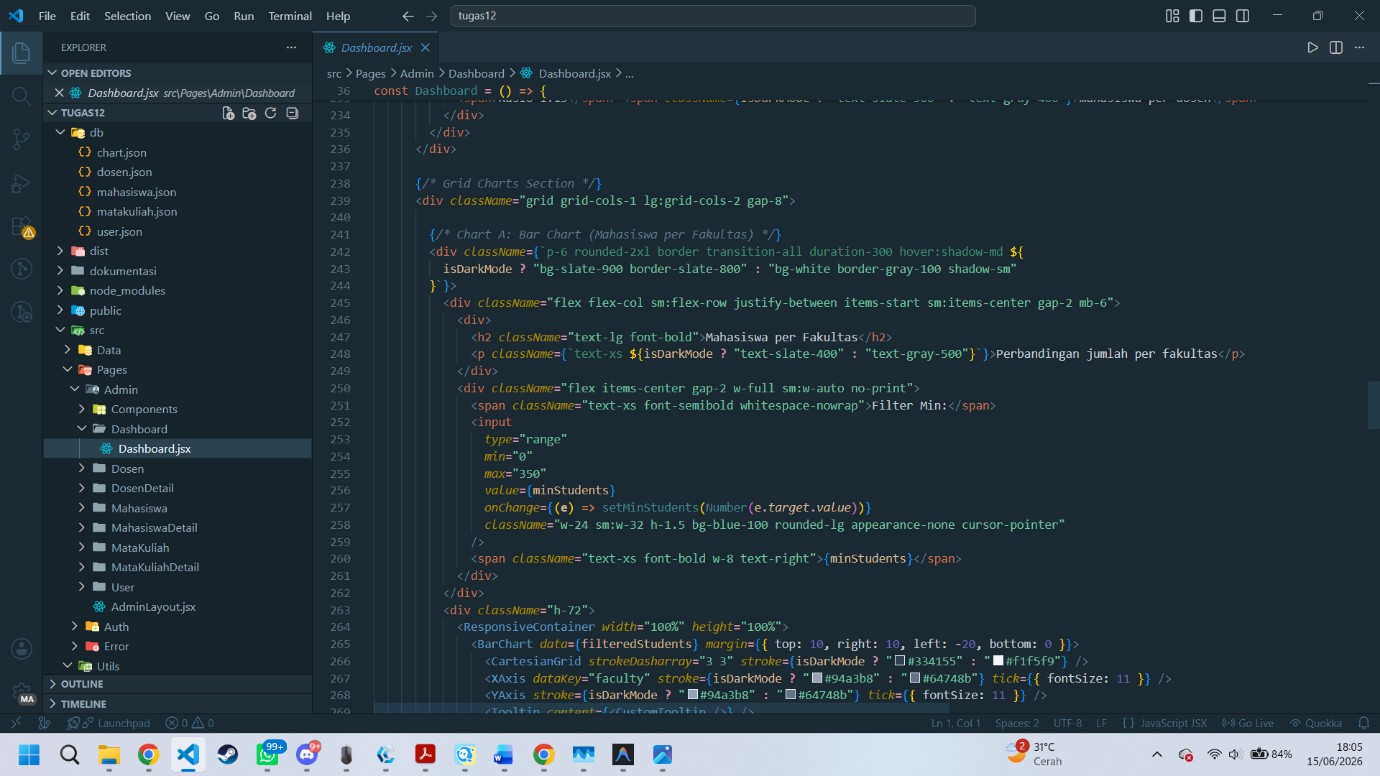 File Edit Selection View Go Run Terminal Help
tugas12
EXPLORER
OPEN EDITORS
Dashboard.jsx src\Pages\Admin\Dashboard
TUGAS12
db
chart.json
dosen.json
mahasiswa.json
matakuliah.json
user.json
dist
dokumentasi
node_modules
public
src
Data
Pages
Admin
Components
Dashboard
Dashboard.jsx
Dosen
DosenDetail
Mahasiswa
MahasiswaDetail
MataKuliah
MataKuliahDetail
User
AdminLayout.jsx
Auth
Error
Utils
OUTLINE
TIMELINE
Dashboard.jsx
src > Pages > Admin > Dashboard > Dashboard.jsx > ...
36 const Dashboard = () => {
234 </div>
235 </div>
236 </div>
237
238 {/* Grid Charts Section */}
239 <div className="grid grid-cols-1 lg:grid-cols-2 gap-8">
240
241 {/* Chart A: Bar Chart (Mahasiswa per Fakultas) */}
242 <div className={`p-6 rounded-2xl border transition-all duration-300 hover:shadow-md ${
243 isDarkMode ? "bg-slate-900 border-slate-800" : "bg-white border-gray-100 shadow-sm"
244 }`}>
245 <div className="flex flex-col sm:flex-row justify-between items-start sm:items-center gap-2 mb-6">
246 <div>
247 <h2 className="text-lg font-bold">Mahasiswa per Fakultas</h2>
248 <p className={`text-xs ${isDarkMode ? "text-slate-400" : "text-gray-500"}`}>Perbandingan jumlah per fakultas</p>
249 </div>
250 <div className="flex items-center gap-2 w-full sm:w-auto no-print">
251 <span className="text-xs font-semibold whitespace-nowrap">Filter Min:</span>
252 <input
253 type="range"
254 min="0"
255 max="350"
256 value={minStudents}
257 onChange={(e) => setMinStudents(Number(e.target.value))}
258 className="w-24 sm:w-32 h-1.5 bg-blue-100 rounded-lg appearance-none cursor-pointer"
259 />
260 <span className="text-xs font-bold w-8 text-right">{minStudents}</span>
261 </div>
262 </div>
263 <div className="h-72">
264 <ResponsiveContainer width="100%" height="100%">
265 <BarChart data={filteredStudents} margin={{ top: 10, right: 10, left: -20, bottom: 0 }}>
266 <CartesianGrid strokeDasharray="3 3" stroke={isDarkMode ? "#334155" : "#f1f5f9"} />
267 <XAxis dataKey="faculty" stroke={isDarkMode ? "#94a3b8" : "#64748b"} tick={{ fontSize: 11 }} />
268 <YAxis stroke={isDarkMode ? "#94a3b8" : "#64748b"} tick={{ fontSize: 11 }} />
269 <Tooltip content={<CustomTooltip />} />
Launchpad 0 0
Ln 1, Col 1 Spaces: 2 UTF-8 LF {} JavaScript JSX Go Live Quokka
MA
99+
9+
2
31°C
Cerah
84%
18:05
15/06/2026